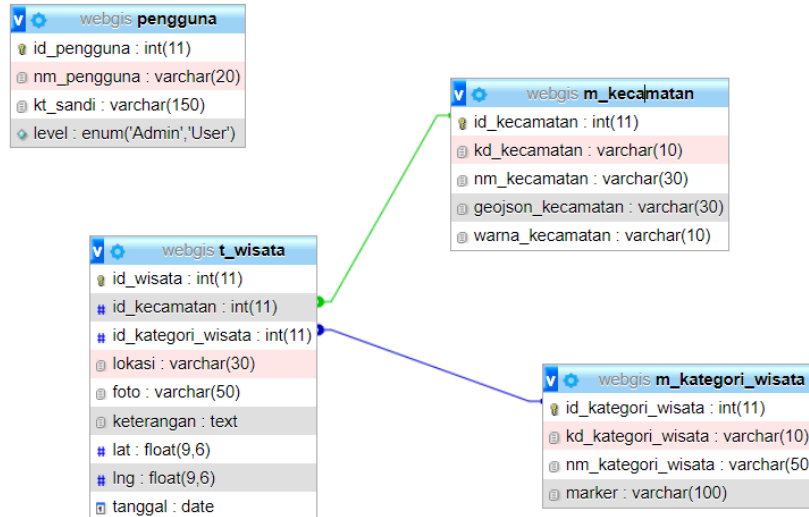 webgis pengguna
id_pengguna : int(11)
nm_pengguna : varchar(20)
kt_sandi : varchar(150)
level : enum('Admin','User')
webgis m_kecamatan
id_kecamatan : int(11)
kd_kecamatan : varchar(10)
nm_kecamatan : varchar(30)
geojson_kecamatan : varchar(30)
warna_kecamatan : varchar(10)
webgis t_wisata
id_wisata : int(11)
id_kecamatan : int(11)
id_kategori_wisata : int(11)
lokasi : varchar(30)
foto : varchar(50)
keterangan : text
lat : float(9,6)
lng : float(9,6)
tanggal : date
webgis m_kategori_wisata
id_kategori_wisata : int(11)
kd_kategori_wisata : varchar(10)
nm_kategori_wisata : varchar(50
marker : varchar(100)